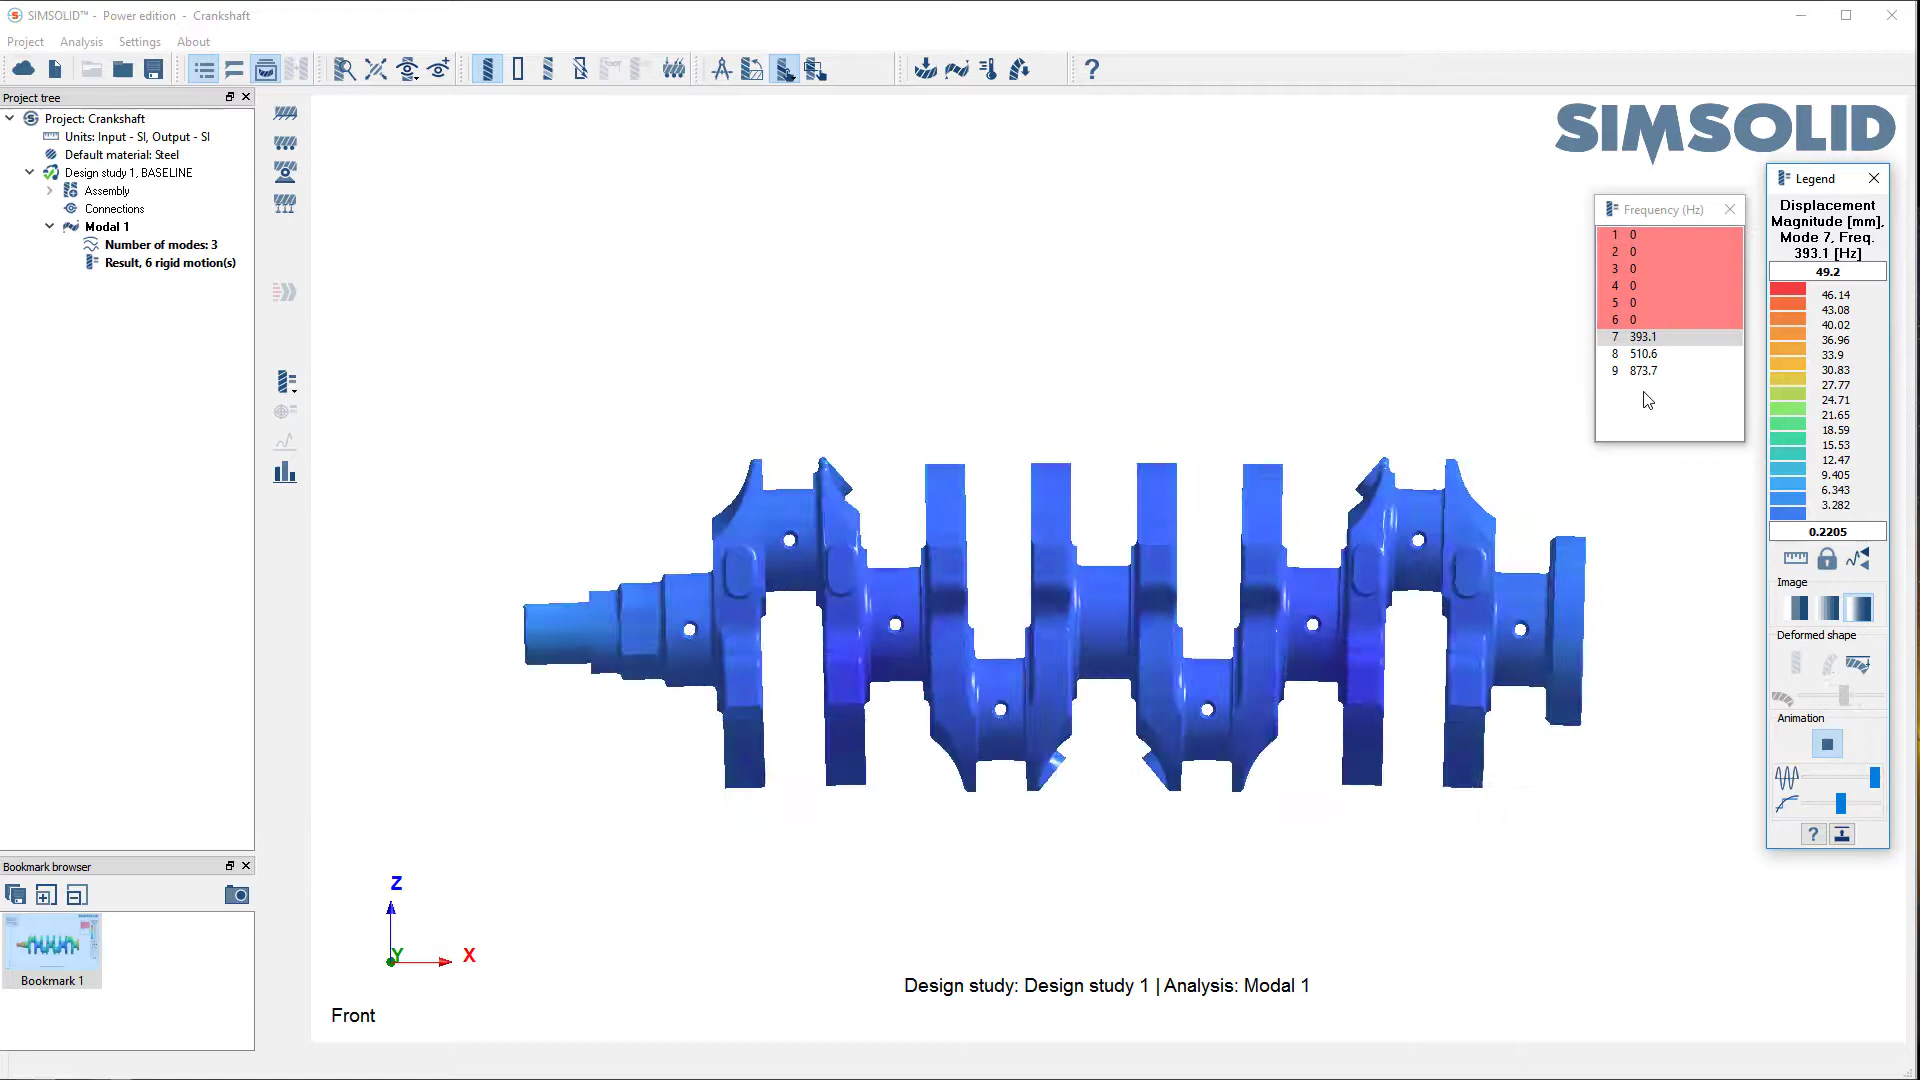 SIMSOLID™ - Power edition - Crankshaft
Project Analysis Settings About
Project tree
Project: Crankshaft
Units: Input - SI, Output - SI
Default material: Steel
Design study 1, BASELINE
Assembly
Connections
Modal 1
Number of modes: 3
Result, 6 rigid motion(s)
SIMSOLID
Frequency (Hz)
1 0
2 0
3 0
4 0
5 0
6 0
7 393.1
8 510.6
9 873.7
Legend
Displacement
Magnitude [mm],
Mode 7, Freq.
393.1 [Hz]
49.2
46.14
43.08
40.02
36.96
33.9
30.83
27.77
24.71
21.65
18.59
15.53
12.47
9.405
6.343
3.282
0.2205
Image
Deformed shape
Animation
?
Bookmark browser
Bookmark 1
Z
Y
X
Design study: Design study 1 | Analysis: Modal 1
Front